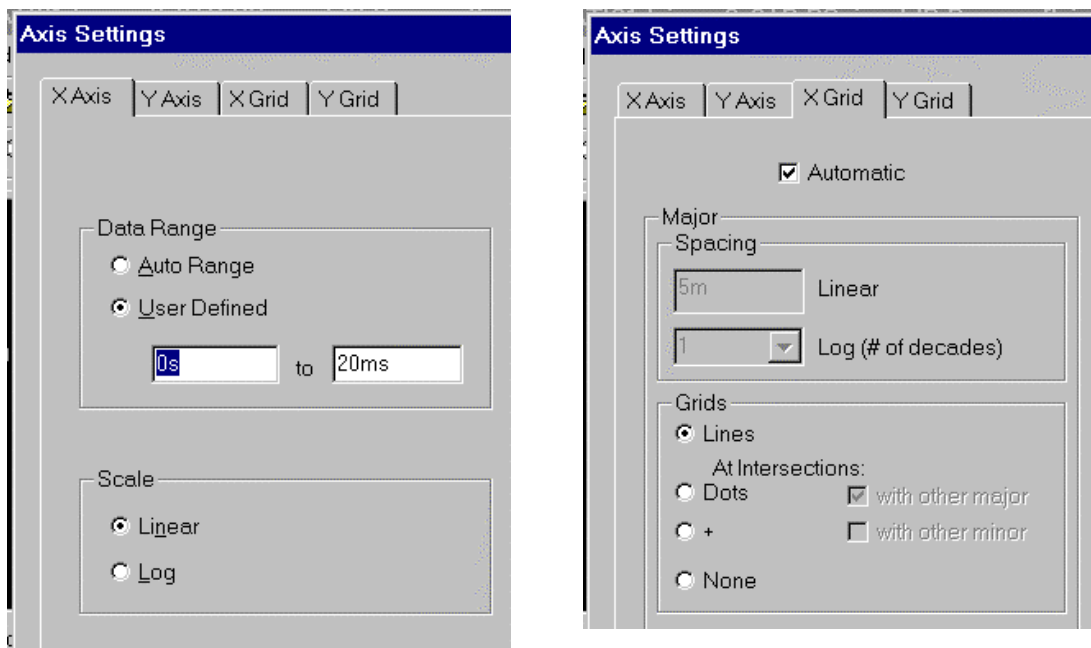 Axis Settings
X Axis Y Axis X Grid Y Grid
Data Range
Auto Range
User Defined
0s to 20ms
Scale
Linear
Log
Axis Settings
X Axis Y Axis X Grid Y Grid
Automatic
Major
Spacing
5m Linear
1 Log (# of decades)
Grids
Lines
At Intersections:
Dots with other major
+ with other minor
None